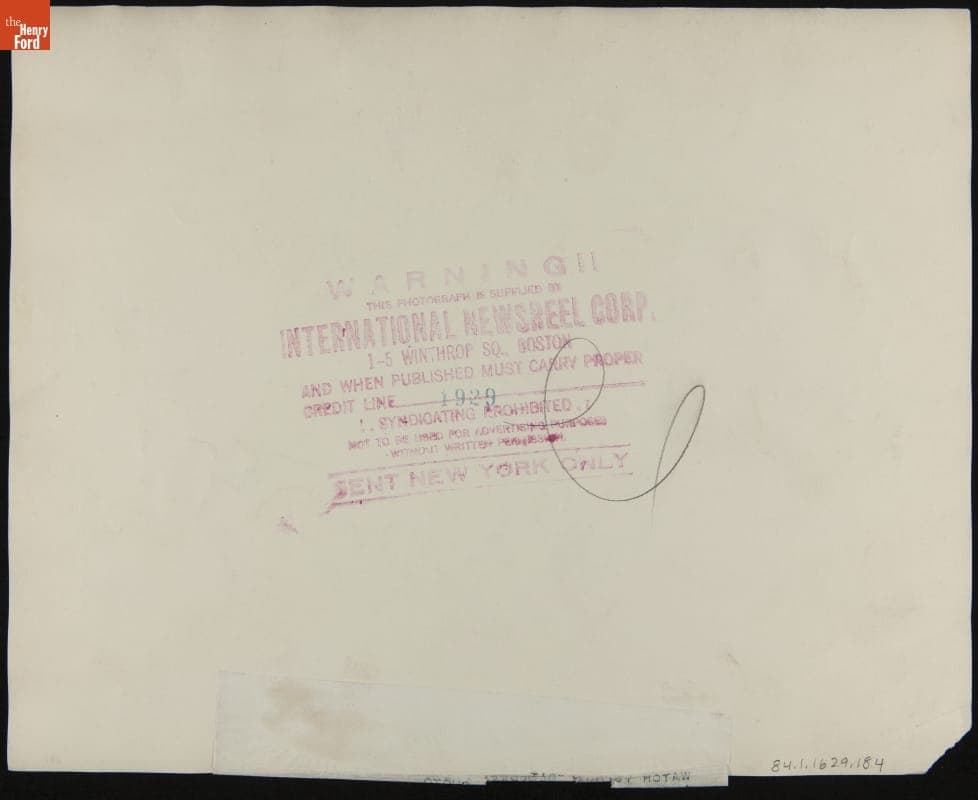 the
Henry
Ford
WARNING!!
THIS PHOTOGRAPH IS SUPPLIED BY
INTERNATIONAL NEWSREEL CORP.
1-5 WINTHROP SQ., BOSTON
AND WHEN PUBLISHED MUST CARRY PROPER
CREDIT LINE 1929
SYNDICATING PROHIBITED
NOT TO BE USED FOR ADVERTISING PURPOSES
WITHOUT WRITTEN PERMISSION
SENT NEW YORK ONLY
84.1.1629.184